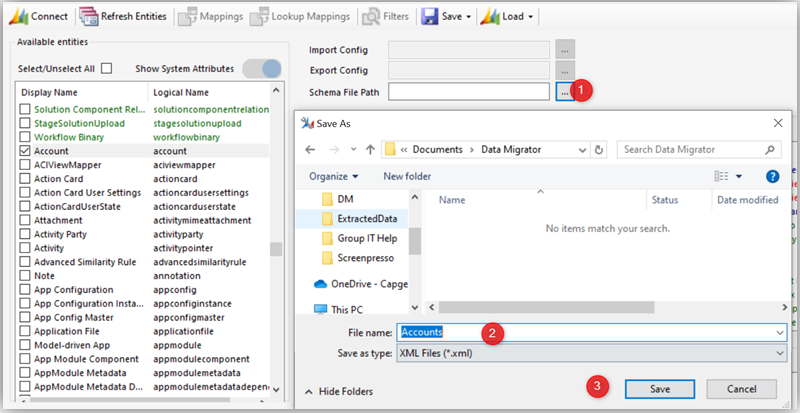 Connect Refresh Entities Mappings Lookup Mappings Filters Save Load
Available entities
Select/Unselect All Show System Attributes
Display Name Logical Name
Solution Component Rel... solutioncomponentrelation
StageSolutionUpload stagesolutionupload
Workflow Binary workflowbinary
Account account
ACIViewMapper aciviewmapper
Action Card actioncard
Action Card User Settings actioncardusersettings
ActionCardUserState actioncarduserstate
Attachment activitymimeattachment
Activity Party activityparty
Activity activitypointer
Advanced Similarity Rule advancedsimilarityrule
Note annotation
App Configuration appconfig
App Configuration Insta... appconfiginstance
App Config Master appconfigmaster
Application File applicationfile
Model-driven App appmodule
App Module Component appmodulecomponent
AppModule Metadata appmodulemetadata
AppModule Metadata D... appmodulemetadatadepen
Import Config ...
Export Config ...
Schema File Path ... 1
Save As
« Documents > Data Migrator Search Data Migrator
Organize New folder
Name Status Date modified
DM
ExtractedData
Group IT Help
Screenpresso
OneDrive - Capge
This PC
No items match your search.
File name: Accounts 2
Save as type: XML Files (*.xml)
Hide Folders 3 Save Cancel